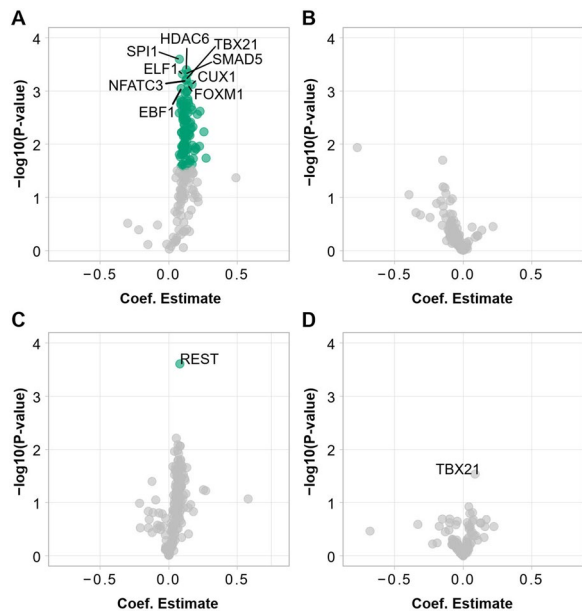 A
HDAC6
TBX21
SPI1
SMAD5
ELF1
CUX1
NFATC3
FOXM1
EBF1
4
3
2
1
0
−log10(P-value)
−0.5 0.0 0.5
Coef. Estimate
B
4
3
2
1
0
−log10(P-value)
−0.5 0.0 0.5
Coef. Estimate
C
REST
4
3
2
1
0
−log10(P-value)
−0.5 0.0 0.5
Coef. Estimate
D
TBX21
4
3
2
1
0
−log10(P-value)
−0.5 0.0 0.5
Coef. Estimate